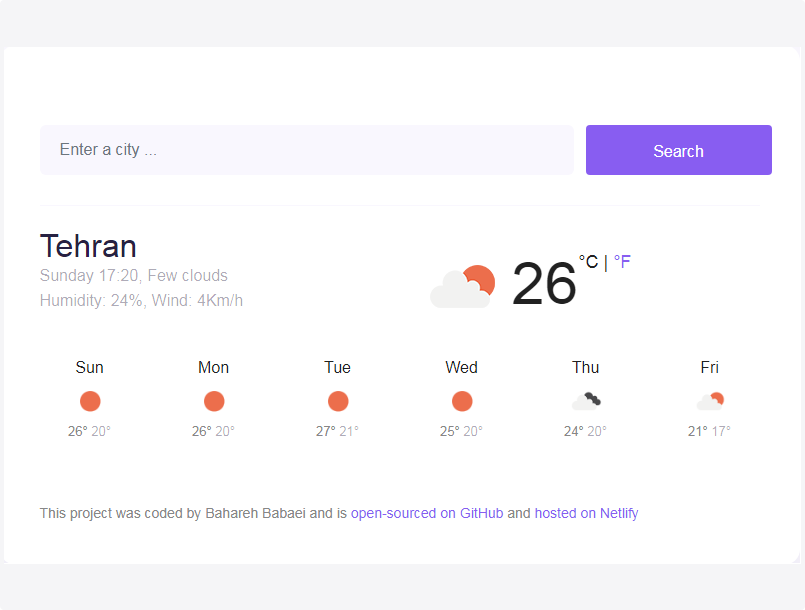 Enter a city ...
Search
Tehran
Sunday 17:20, Few clouds
Humidity: 24%, Wind: 4Km/h
26 °C | °F
Sun Mon Tue Wed Thu Fri
26° 20° 26° 20° 27° 21° 25° 20° 24° 20° 21° 17°
This project was coded by Bahareh Babaei and is open-sourced on GitHub and hosted on Netlify